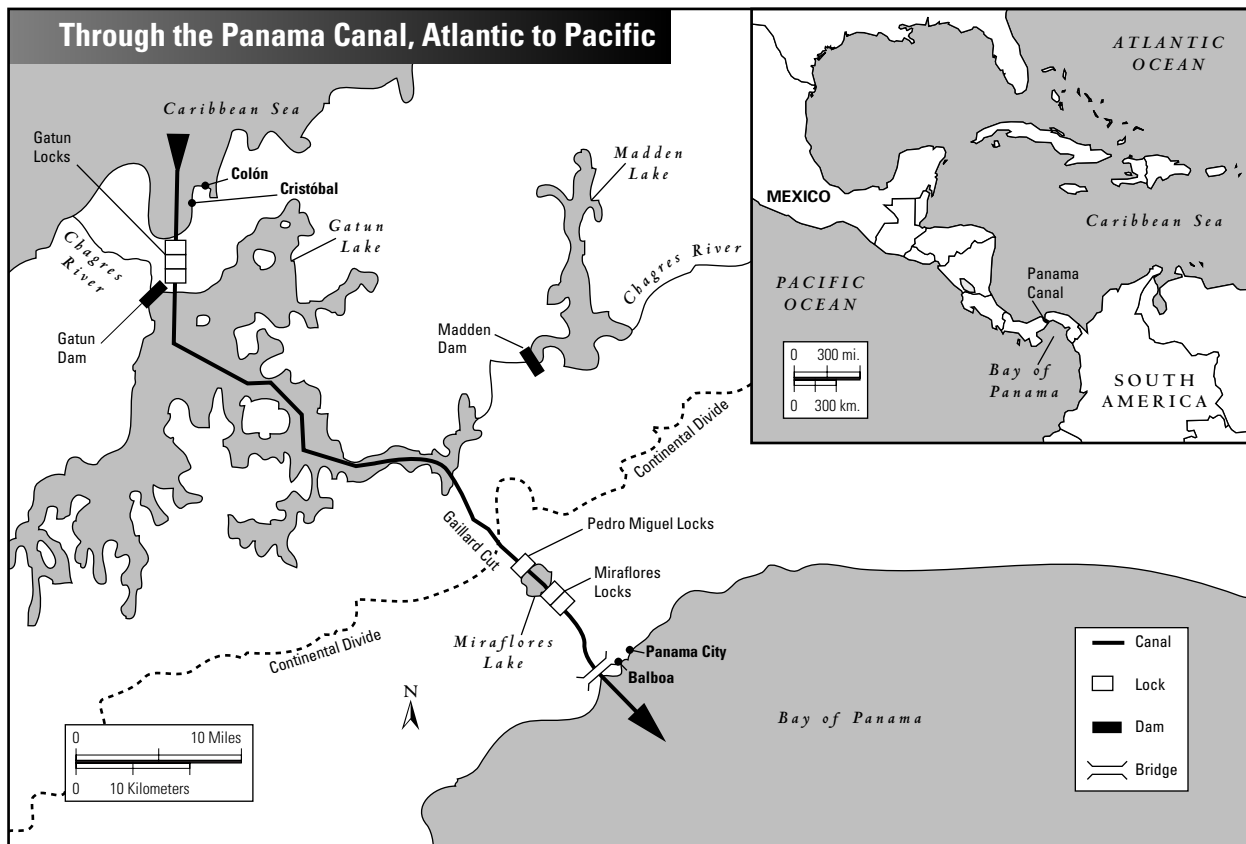 Through the Panama Canal, Atlantic to Pacific
Caribbean Sea
Gatun
Locks
Colón
Cristóbal
Gatun
Lake
Madden
Lake
Chagres
River
Chagres River
Gatun
Dam
Madden
Dam
Continental Divide
Gaillard Cut
Pedro Miguel Locks
Miraflores
Locks
Miraflores
Lake
Continental Divide
Panama City
Balboa
Bay of Panama
N
0 10 Miles
0 10 Kilometers
Canal
Lock
Dam
Bridge
ATLANTIC
OCEAN
MEXICO
Caribbean Sea
PACIFIC
OCEAN
Panama
Canal
Bay of
Panama
SOUTH
AMERICA
0 300 mi.
0 300 km.